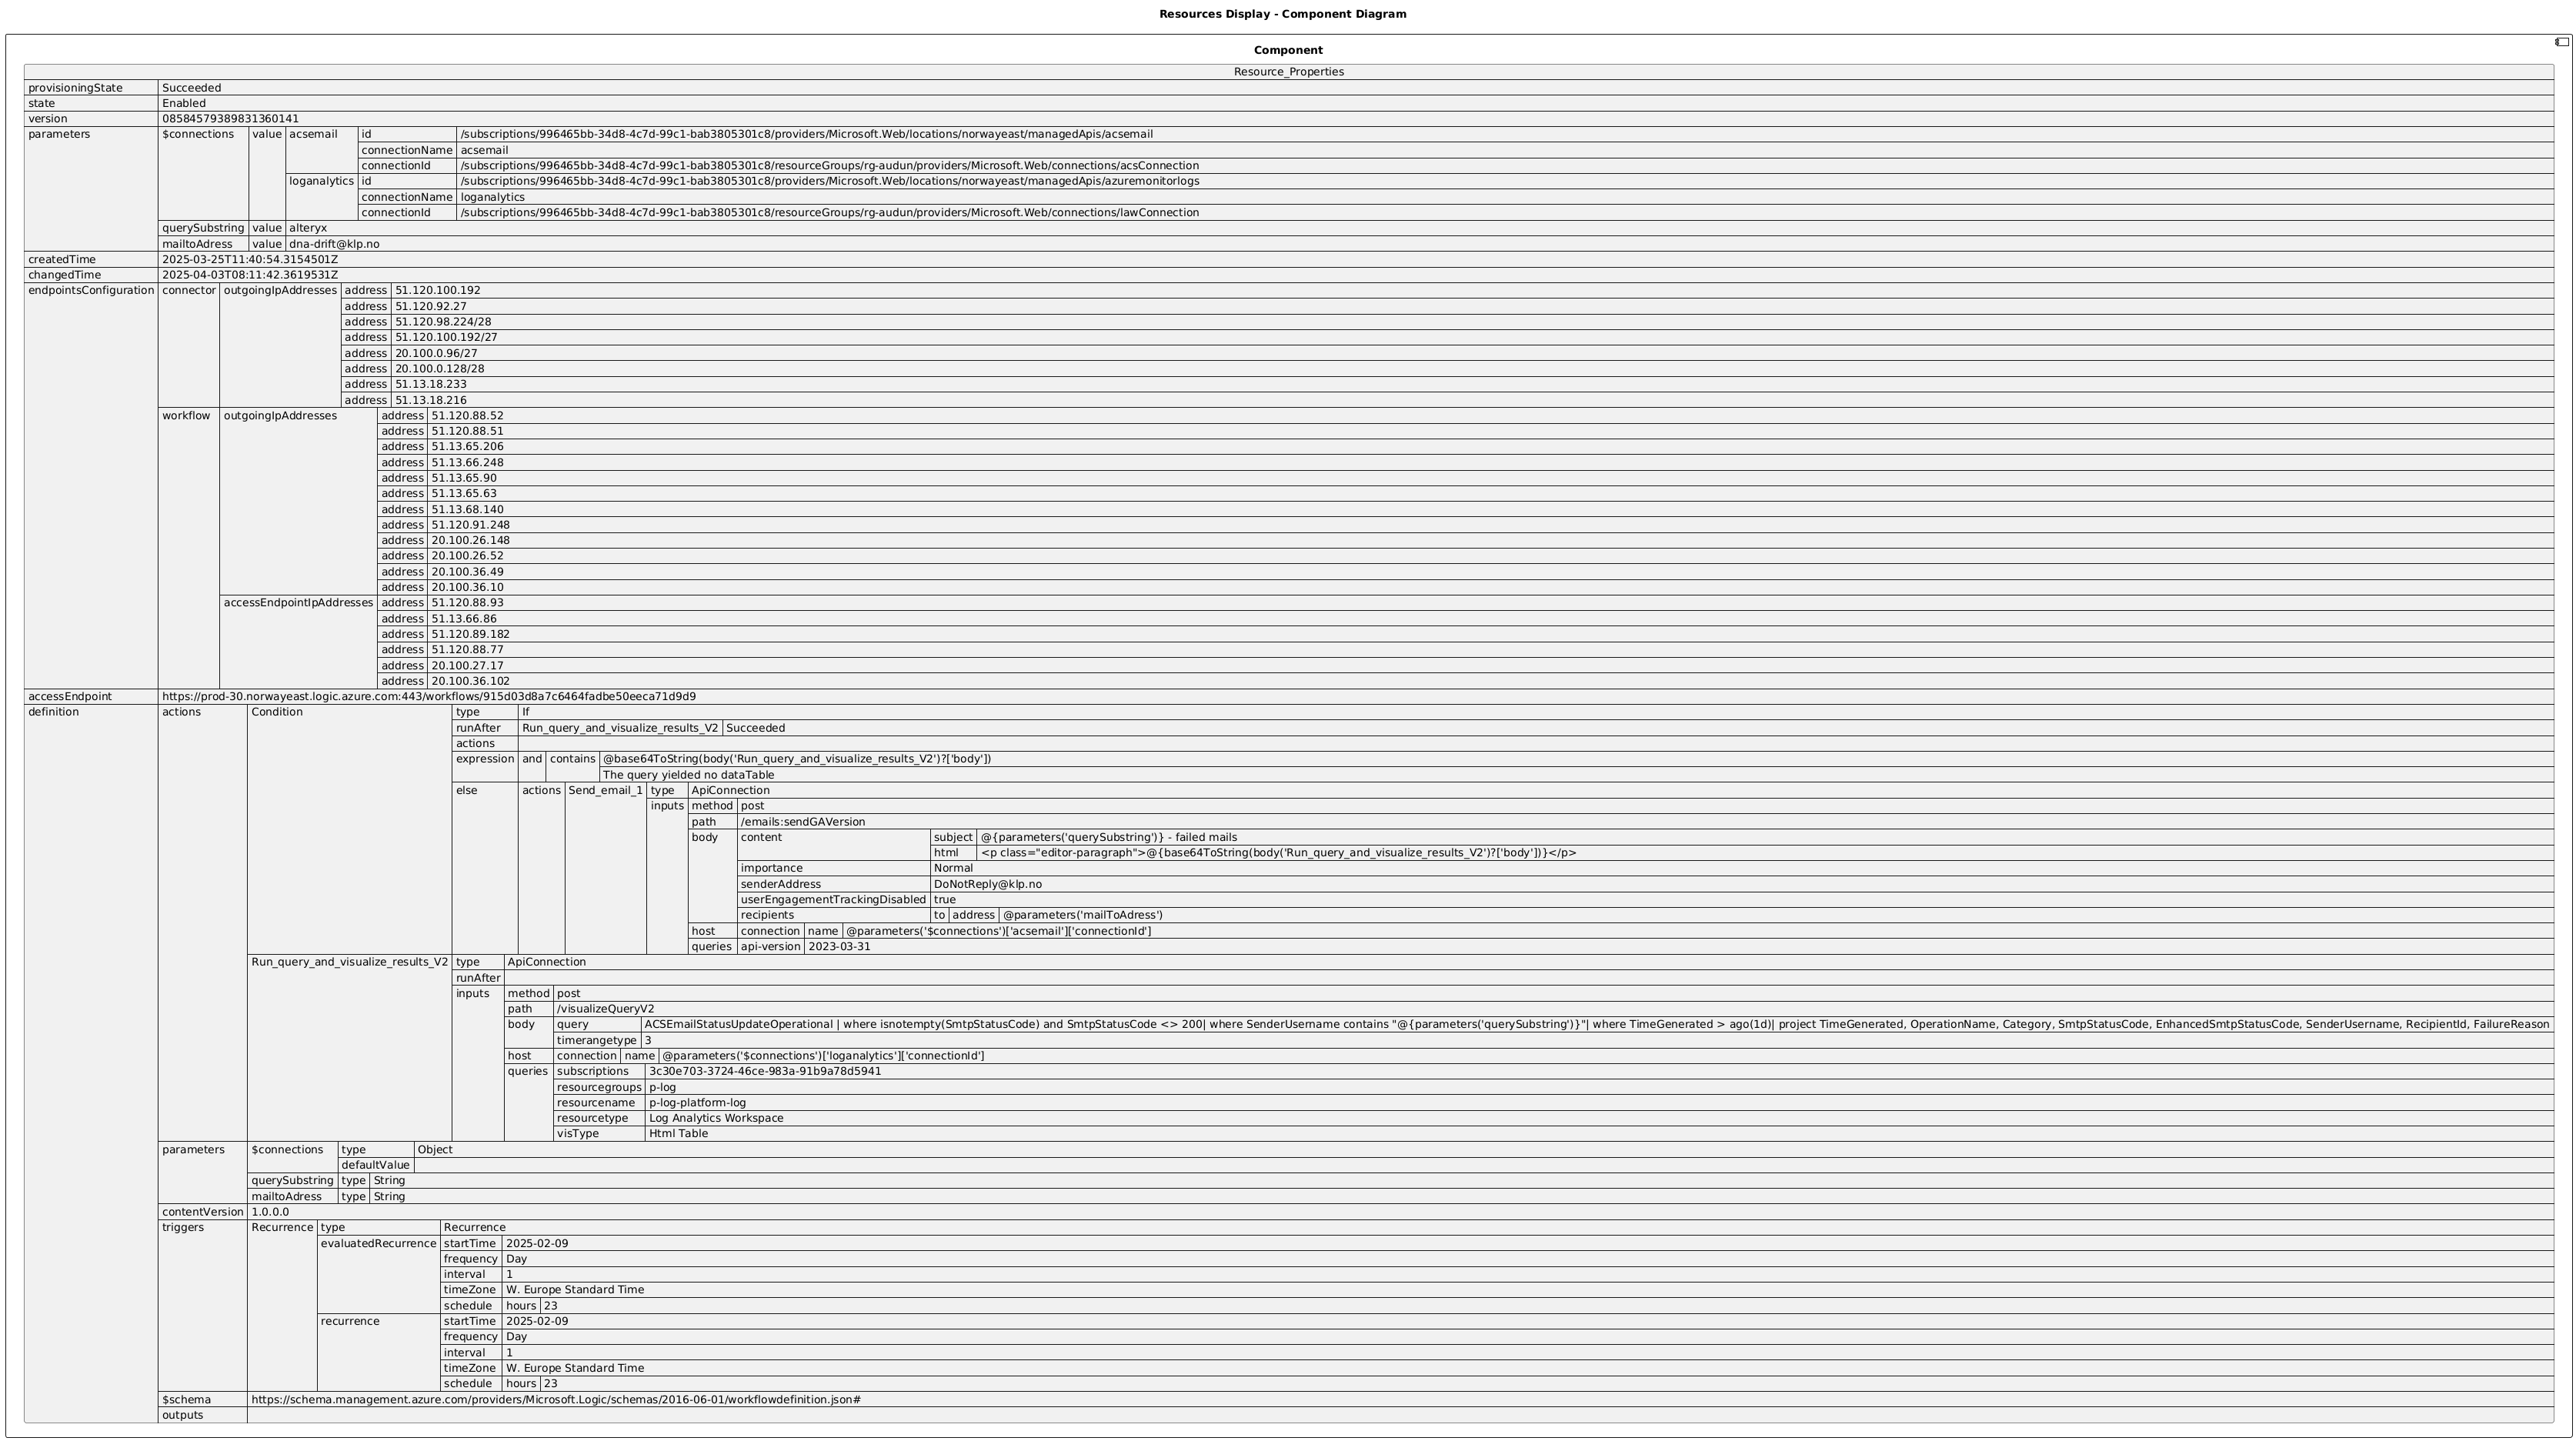 Resources Display - Component Diagram
Component
Resource_Properties
provisioningState Succeeded
state Enabled
version 08584579389831360141
parameters $connections value acsemail id /subscriptions/996465bb-34d8-4c7d-99c1-bab3805301c8/providers/Microsoft.Web/locations/norwayeast/managedApis/acsemail
connectionName acsemail
connectionId /subscriptions/996465bb-34d8-4c7d-99c1-bab3805301c8/resourceGroups/rg-audun/providers/Microsoft.Web/connections/acsConnection
loganalytics id /subscriptions/996465bb-34d8-4c7d-99c1-bab3805301c8/providers/Microsoft.Web/locations/norwayeast/managedApis/azuremonitorlogs
connectionName loganalytics
connectionId /subscriptions/996465bb-34d8-4c7d-99c1-bab3805301c8/resourceGroups/rg-audun/providers/Microsoft.Web/connections/lawConnection
querySubstring value alteryx
mailtoAdress value dna-drift@klp.no
createdTime 2025-03-25T11:40:54.3154501Z
changedTime 2025-04-03T08:11:42.3619531Z
endpointsConfiguration connector outgoingIpAddresses address 51.120.100.192
address 51.120.92.27
address 51.120.98.224/28
address 51.120.100.192/27
address 20.100.0.96/27
address 20.100.0.128/28
address 51.13.18.233
address 51.13.18.216
workflow outgoingIpAddresses address 51.120.88.52
address 51.120.88.51
address 51.13.65.206
address 51.13.66.248
address 51.13.65.90
address 51.13.65.63
address 51.13.68.140
address 51.120.91.248
address 20.100.26.148
address 20.100.26.52
address 20.100.36.49
address 20.100.36.10
accessEndpointIpAddresses address 51.120.88.93
address 51.13.66.86
address 51.120.89.182
address 51.120.88.77
address 20.100.27.17
address 20.100.36.102
accessEndpoint https://prod-30.norwayeast.logic.azure.com:443/workflows/915d03d8a7c6464fadbe50eeca71d9d9
definition actions Condition type If
runAfter Run_query_and_visualize_results_V2 Succeeded
actions
expression and contains @base64ToString(body('Run_query_and_visualize_results_V2')?['body'])
The query yielded no dataTable
else actions Send_email_1 type ApiConnection
inputs method post
path /emails:sendGAVersion
body content subject @{parameters('querySubstring')} - failed mails
html <p class="editor-paragraph">@{base64ToString(body('Run_query_and_visualize_results_V2')?['body'])}</p>
importance Normal
senderAddress DoNotReply@klp.no
userEngagementTrackingDisabled true
recipients to address @parameters('mailToAdress')
host connection name @parameters('$connections')['acsemail']['connectionId']
queries api-version 2023-03-31
Run_query_and_visualize_results_V2 type ApiConnection
runAfter
inputs method post
path /visualizeQueryV2
body query ACSEmailStatusUpdateOperational | where isnotempty(SmtpStatusCode) and SmtpStatusCode <> 200| where SenderUsername contains "@{parameters('querySubstring')}"| where TimeGenerated > ago(1d)| project TimeGenerated, OperationName, Category, SmtpStatusCode, EnhancedSmtpStatusCode, SenderUsername, RecipientId, FailureReason
timerangetype 3
host connection name @parameters('$connections')['loganalytics']['connectionId']
queries subscriptions 3c30e703-3724-46ce-983a-91b9a78d5941
resourcegroups p-log
resourcename p-log-platform-log
resourcetype Log Analytics Workspace
visType Html Table
parameters $connections type Object
defaultValue
querySubstring type String
mailtoAdress type String
contentVersion 1.0.0.0
triggers Recurrence type Recurrence
evaluatedRecurrence startTime 2025-02-09
frequency Day
interval 1
timeZone W. Europe Standard Time
schedule hours 23
recurrence startTime 2025-02-09
frequency Day
interval 1
timeZone W. Europe Standard Time
schedule hours 23
$schema https://schema.management.azure.com/providers/Microsoft.Logic/schemas/2016-06-01/workflowdefinition.json#
outputs